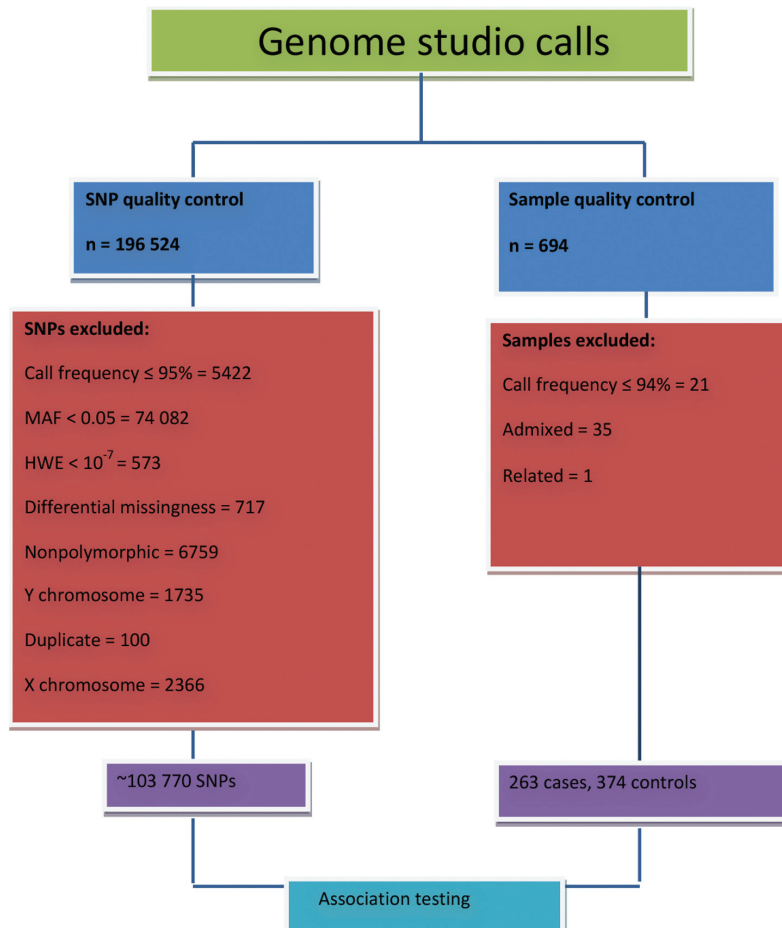 Genome studio calls
SNP quality control
n = 196 524
Sample quality control
n = 694
SNPs excluded:
Call frequency ≤ 95% = 5422
MAF < 0.05 = 74 082
HWE < 10⁻⁷ = 573
Differential missingness = 717
Nonpolymorphic = 6759
Y chromosome = 1735
Duplicate = 100
X chromosome = 2366
Samples excluded:
Call frequency ≤ 94% = 21
Admixed = 35
Related = 1
~103 770 SNPs
263 cases, 374 controls
Association testing